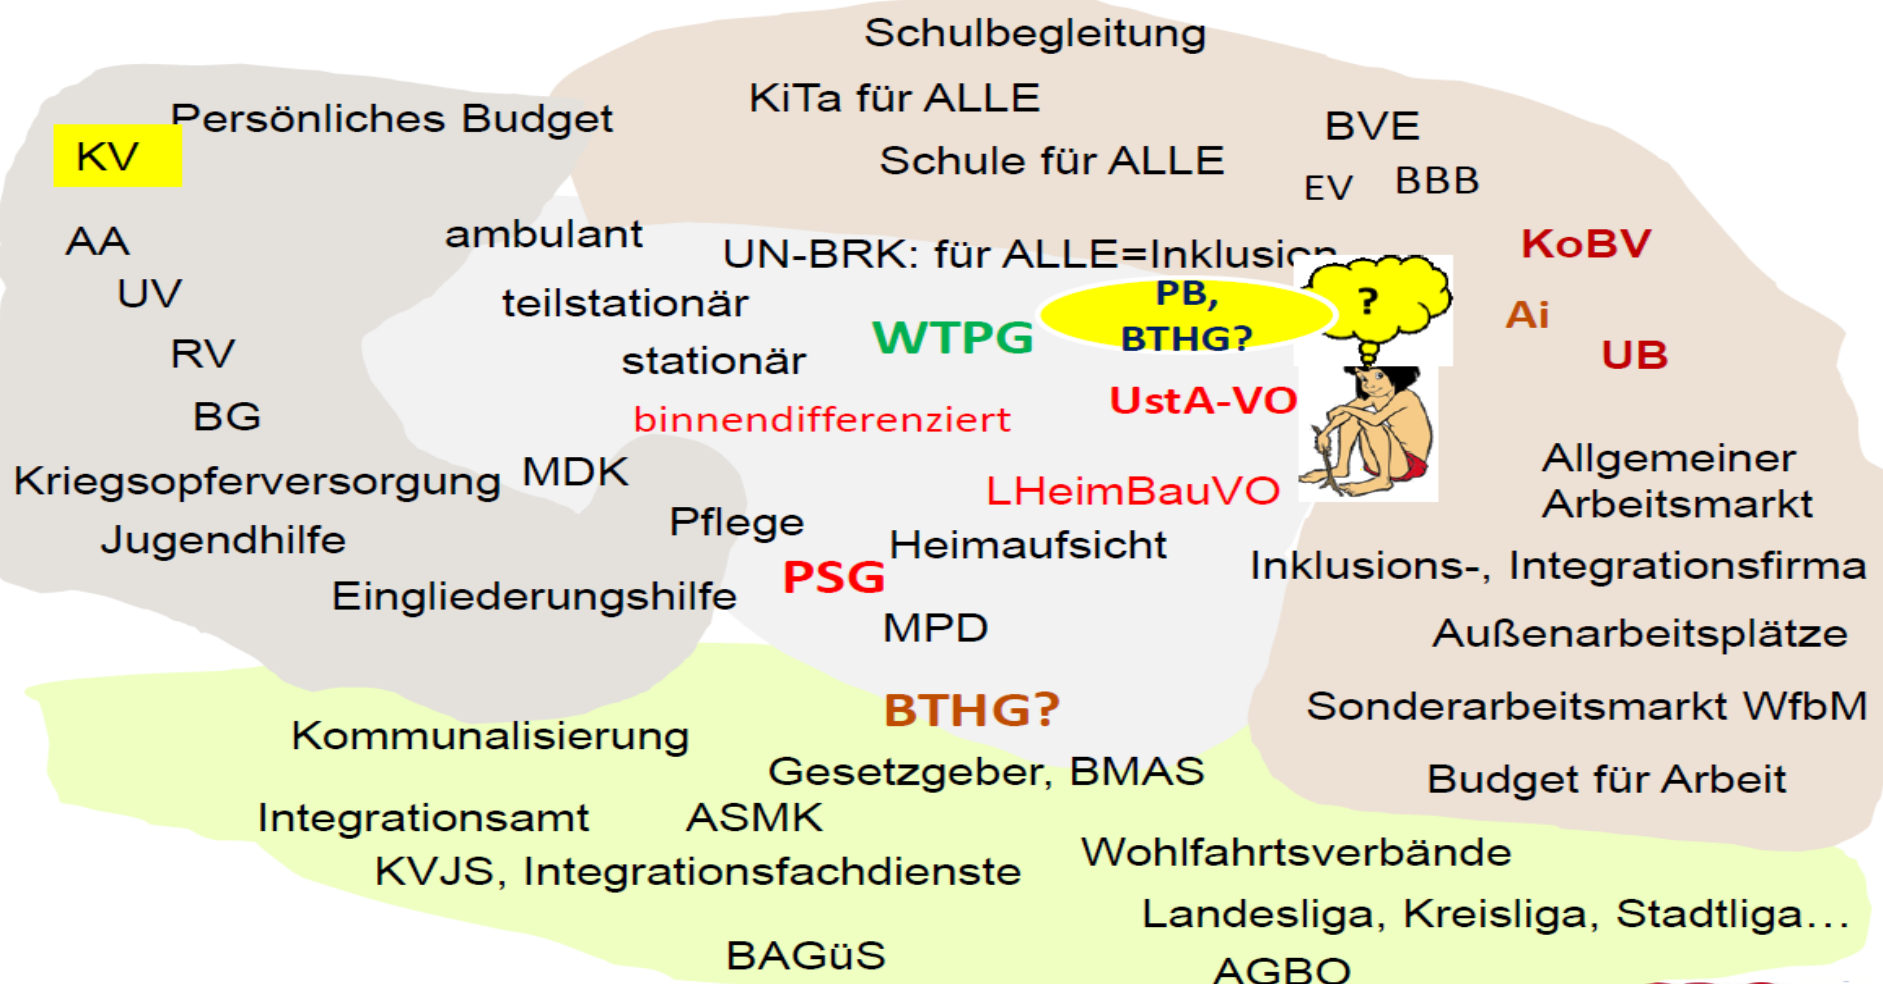 Schulbegleitung
KiTa für ALLE
Persönliches Budget
BVE
KV
Schule für ALLE
EV
BBB
AA
ambulant
UN-BRK: für ALLE=Inklusion
KoBV
UV
teilstationär
PB,
BTHG?
?
WTPG
Ai
RV
stationär
UB
BG
binnendifferenziert
UstA-VO
Kriegsopferversorgung
MDK
LHeimBauVO
Allgemeiner
Arbeitsmarkt
Jugendhilfe
Pflege
Heimaufsicht
Inklusions-, Integrationsfirma
Eingliederungshilfe
PSG
MPD
Außenarbeitsplätze
BTHG?
Sonderarbeitsmarkt WfbM
Kommunalisierung
Gesetzgeber, BMAS
Budget für Arbeit
Integrationsamt
ASMK
KVJS, Integrationsfachdienste
Wohlfahrtsverbände
Landesliga, Kreisliga, Stadtliga...
BAGüS
AGBO